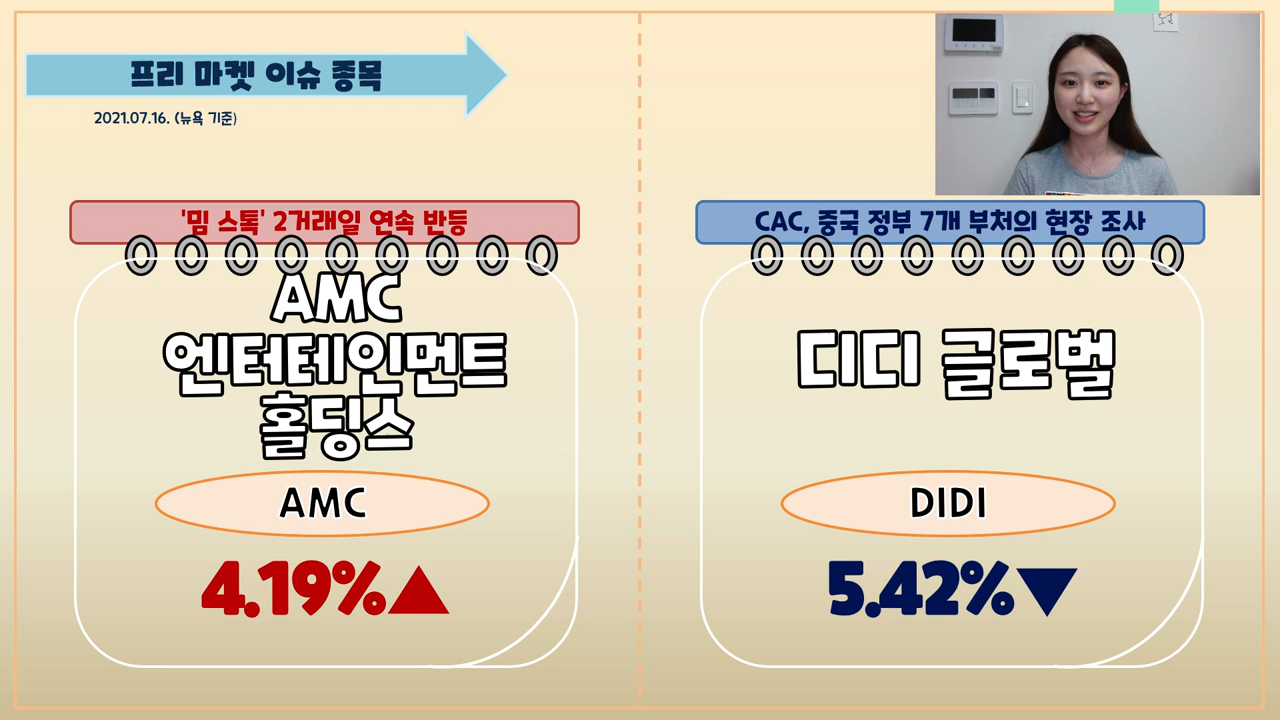 프리 마켓 이슈 종목
2021.07.16. (뉴욕 기준)
'밈 스톡' 2거래일 연속 반등
AMC
엔터테인먼트
홀딩스
AMC
4.19%▲
CAC, 중국 정부 7개 부처의 현장 조사
디디 글로벌
DIDI
5.42%▼